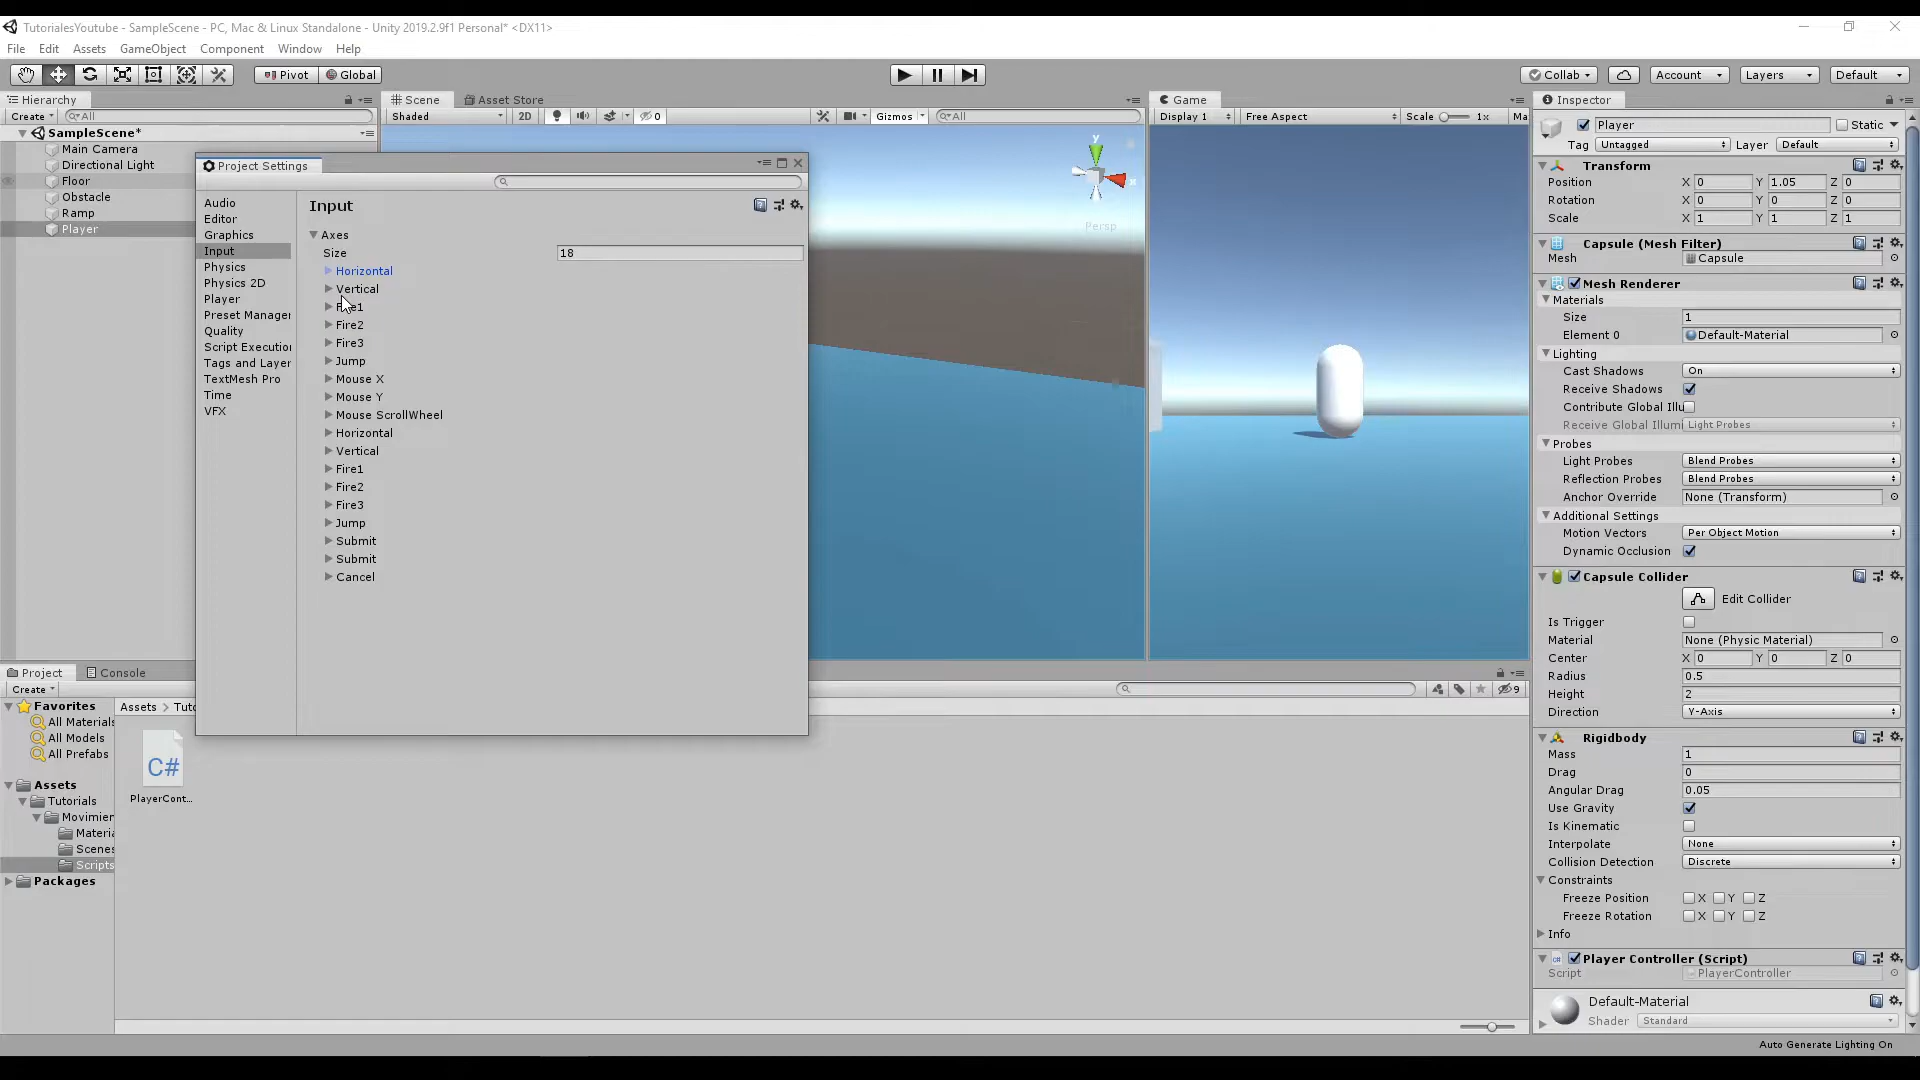 TutorialesYoutube - SampleScene - PC, Mac & Linux Standalone - Unity 2019.2.9f1 Personal* <DX11>
File Edit Assets GameObject Component Window Help
Pivot Global Collab Account Layers Default
Hierarchy
Create All
SampleScene*
Main Camera
Directional Light
Floor
Obstacle
Ramp
Player
Scene Asset Store
Shaded 2D 0 Gizmos All
y
x
Persp
Game
Display 1 Free Aspect Scale 1x Ma
Project Settings
Audio
Editor
Graphics
Input
Physics
Physics 2D
Player
Preset Manager
Quality
Script Executio
Tags and Layer
TextMesh Pro
Time
VFX
Input
Axes
Size 18
Horizontal
Vertical
Fire2
Fire3
Jump
Mouse X
Mouse Y
Mouse ScrollWheel
Horizontal
Vertical
Fire1
Fire2
Fire3
Jump
Submit
Submit
Cancel
Project Console
Create
9
Favorites
All Materials
All Models
All Prefabs
Assets
Tutorials
Movimien
Materia
Scenes
Scripts
Packages
Assets > Tuto
C#
PlayerCont...
Inspector
Player Static
Tag Untagged Layer Default
Transform
Position X 0 Y 1.05 Z 0
Rotation X 0 Y 0 Z 0
Scale X 1 Y 1 Z 1
Capsule (Mesh Filter)
Mesh Capsule
Mesh Renderer
Materials
Size 1
Element 0 Default-Material
Lighting
Cast Shadows On
Receive Shadows
Contribute Global Illu
Receive Global Illumi Light Probes
Probes
Light Probes Blend Probes
Reflection Probes Blend Probes
Anchor Override None (Transform)
Additional Settings
Motion Vectors Per Object Motion
Dynamic Occlusion
Capsule Collider
Edit Collider
Is Trigger
Material None (Physic Material)
Center X 0 Y 0 Z 0
Radius 0.5
Height 2
Direction Y-Axis
Rigidbody
Mass 1
Drag 0
Angular Drag 0.05
Use Gravity
Is Kinematic
Interpolate None
Collision Detection Discrete
Constraints
Freeze Position X Y Z
Freeze Rotation X Y Z
Info
Player Controller (Script)
Script PlayerController
Default-Material
Shader Standard
Auto Generate Lighting On